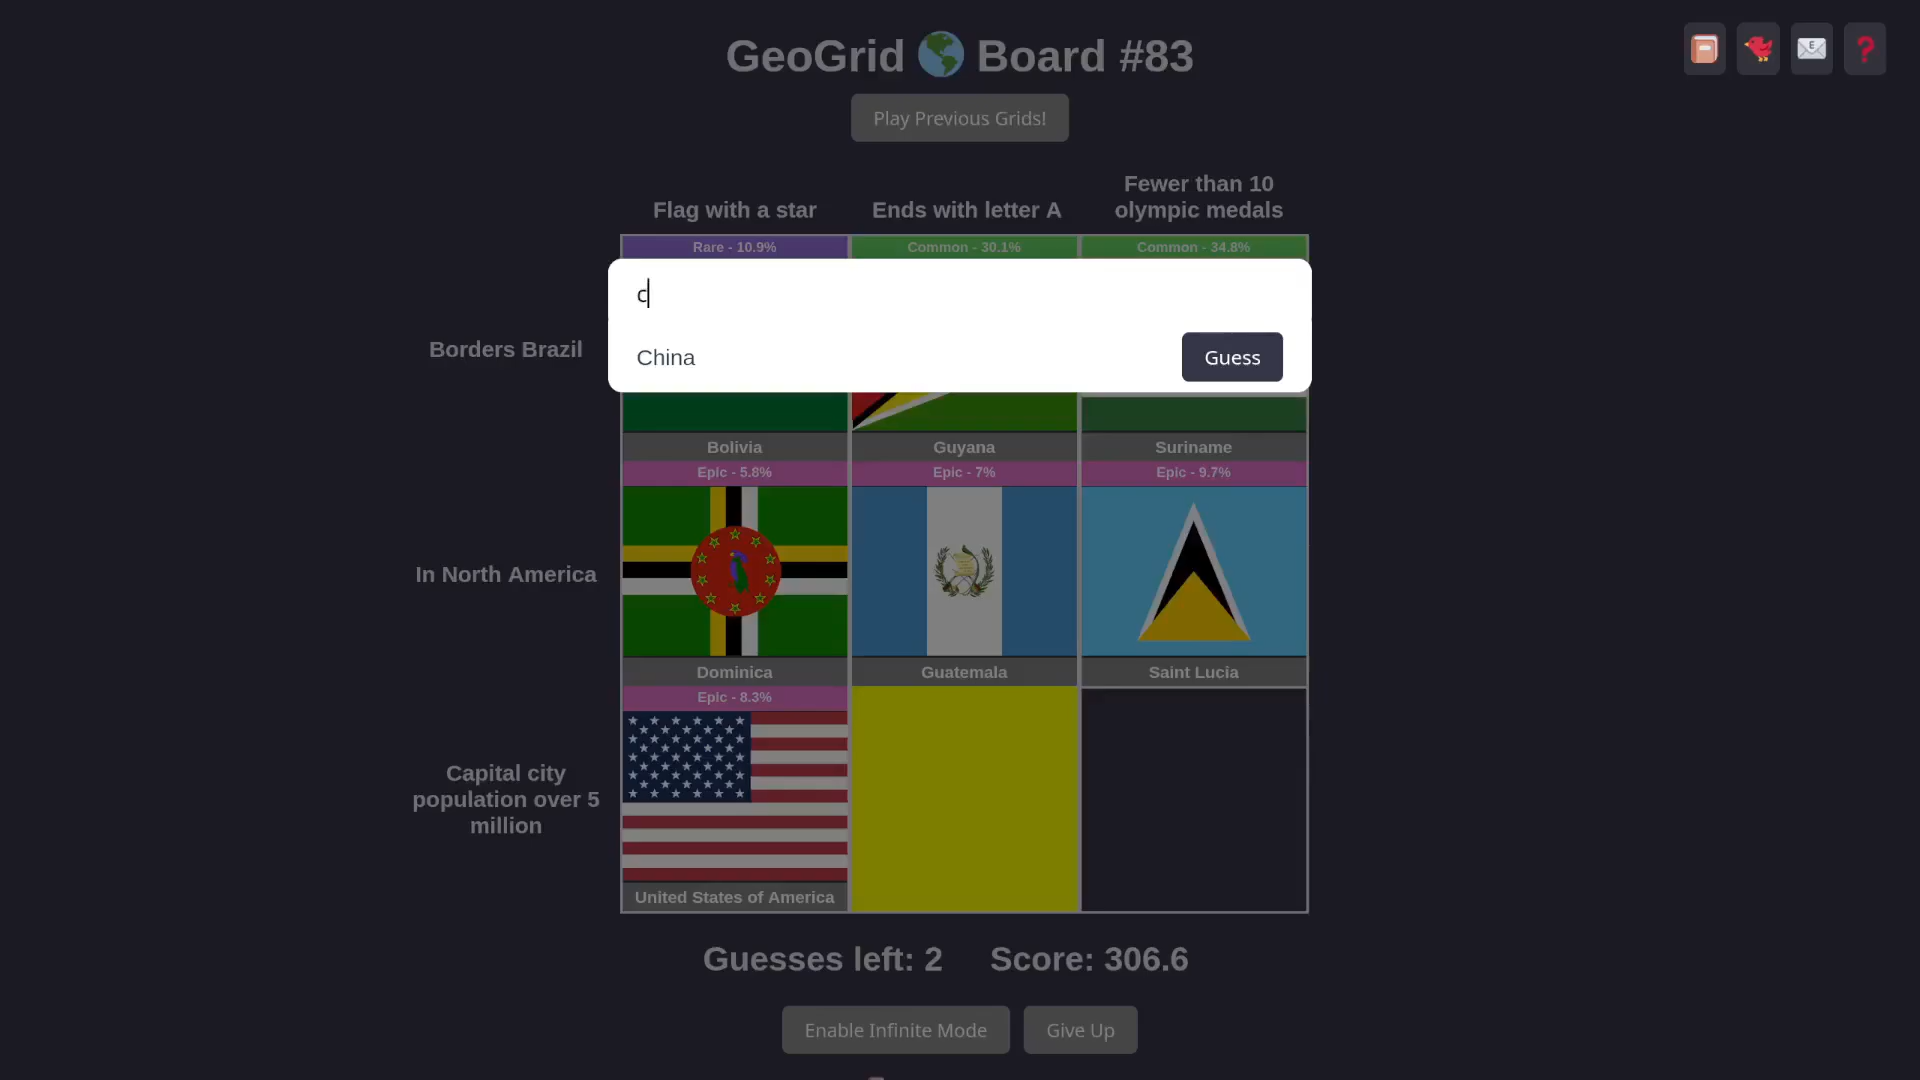 GeoGrid 🌎 Board #83
Play Previous Grids!
Flag with a star
Ends with letter A
Fewer than 10
olympic medals
Rare - 10.9%
Common - 30.1%
Common - 34.8%
c
China
Guess
Borders Brazil
Bolivia
Guyana
Suriname
Epic - 5.8%
Epic - 7%
Epic - 9.7%
In North America
Dominica
Guatemala
Saint Lucia
Epic - 8.3%
Capital city
population over 5
million
United States of America
Guesses left: 2
Score: 306.6
Enable Infinite Mode
Give Up